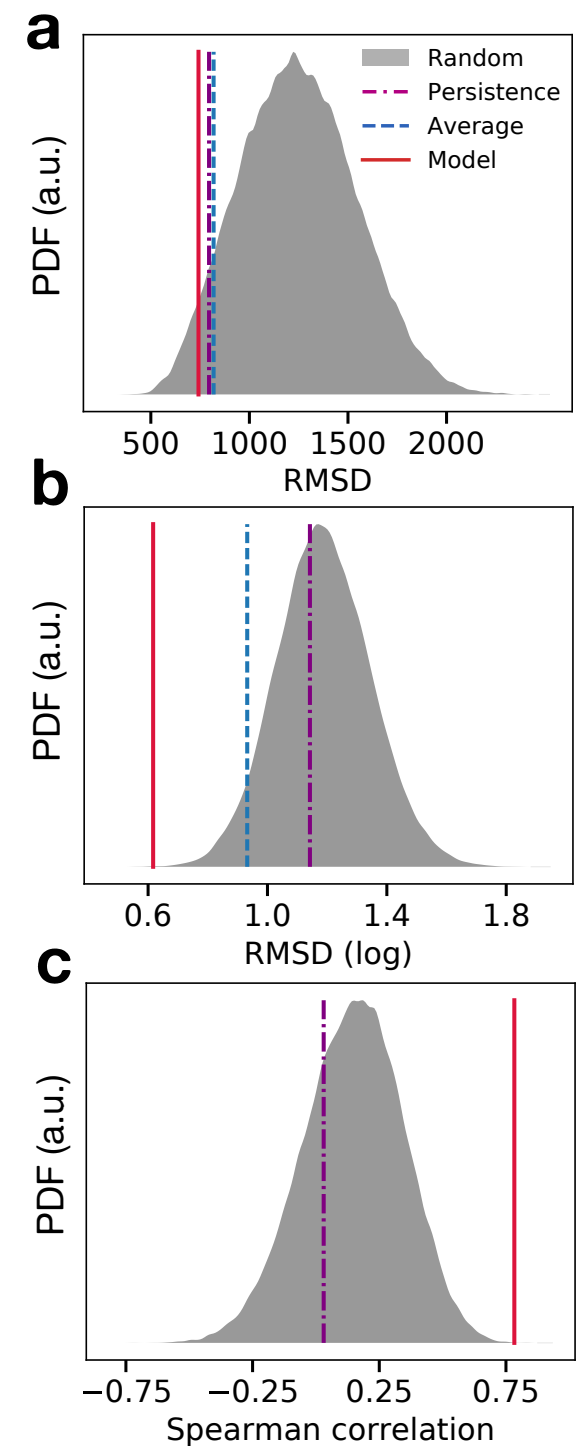 a
PDF (a.u.)
Random
Persistence
Average
Model
500 1000 1500 2000
RMSD
b
PDF (a.u.)
0.6 1.0 1.4 1.8
RMSD (log)
c
PDF (a.u.)
−0.75 −0.25 0.25 0.75
Spearman correlation